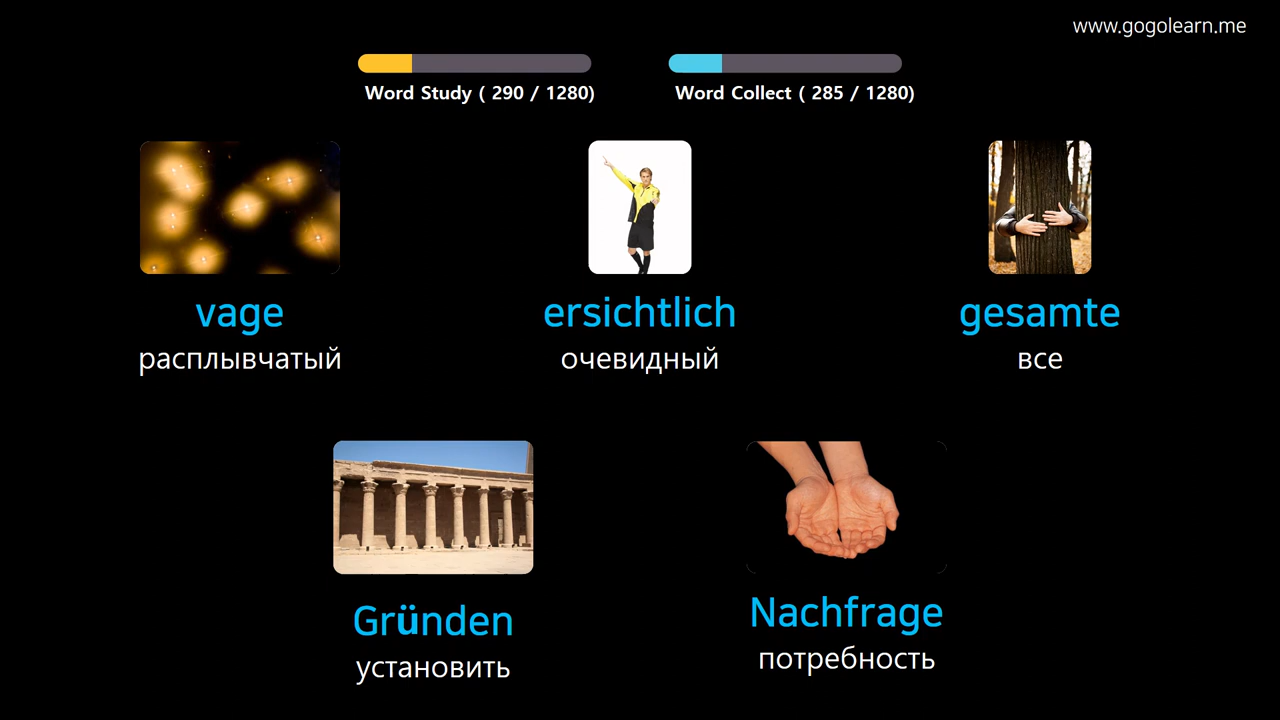 www.gogolearn.me
Word Study ( 290 / 1280)
Word Collect ( 285 / 1280)
vage
расплывчатый
ersichtlich
очевидный
gesamte
все
Gründen
установить
Nachfrage
потребность